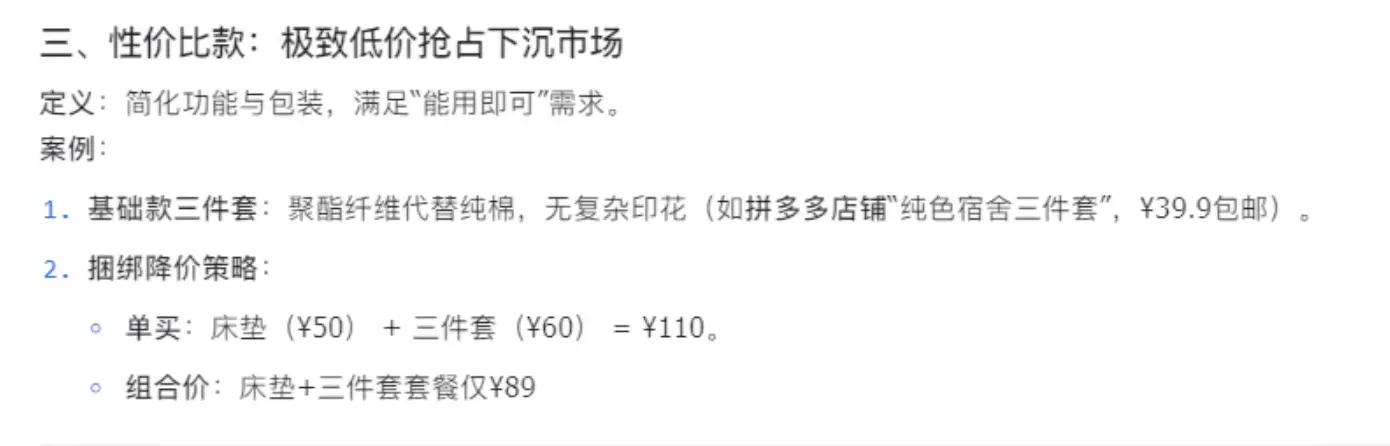 三、性价比款：极致低价抢占下沉市场
定义：简化功能与包装，满足“能用即可”需求。
案例：
1. 基础款三件套：聚酯纤维代替纯棉，无复杂印花（如拼多多店铺“纯色宿舍三件套”，¥39.9包邮）。
2. 捆绑降价策略：
◦ 单买：床垫（¥50） + 三件套（¥60） = ¥110。
◦ 组合价：床垫+三件套套餐仅¥89